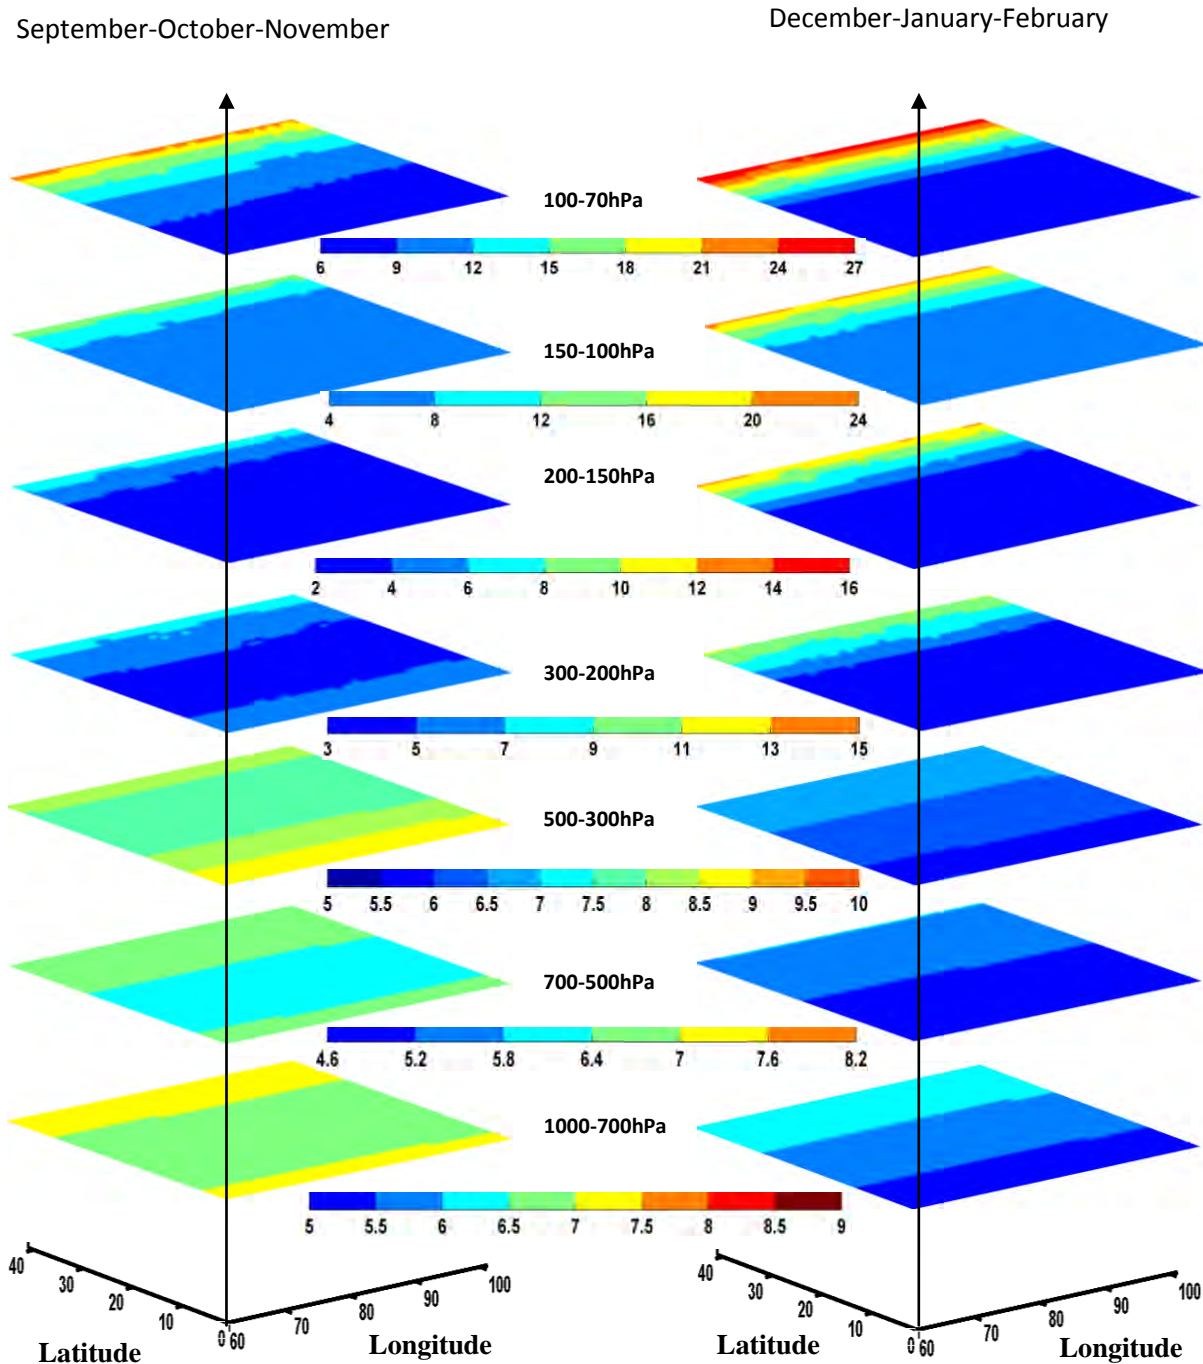 September-October-November
December-January-February
100-70hPa
6 9 12 15 18 21 24 27
150-100hPa
4 8 12 16 20 24
200-150hPa
2 4 6 8 10 12 14 16
300-200hPa
3 5 7 9 11 13 15
500-300hPa
5 5.5 6 6.5 7 7.5 8 8.5 9 9.5 10
700-500hPa
4.6 5.2 5.8 6.4 7 7.6 8.2
1000-700hPa
5 5.5 6 6.5 7 7.5 8 8.5 9
40 30 20 10 0 60 70 80 90 100
Latitude Longitude
40 30 20 10 0 60 70 80 90 100
Latitude Longitude